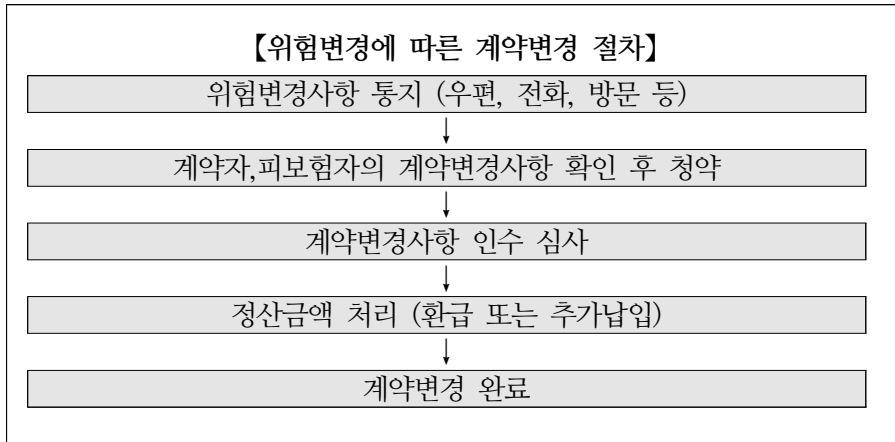 【위험변경에 따른 계약변경 절차】
위험변경사항 통지 (우편, 전화, 방문 등)
계약자,피보험자의 계약변경사항 확인 후 청약
계약변경사항 인수 심사
정산금액 처리 (환급 또는 추가납입)
계약변경 완료